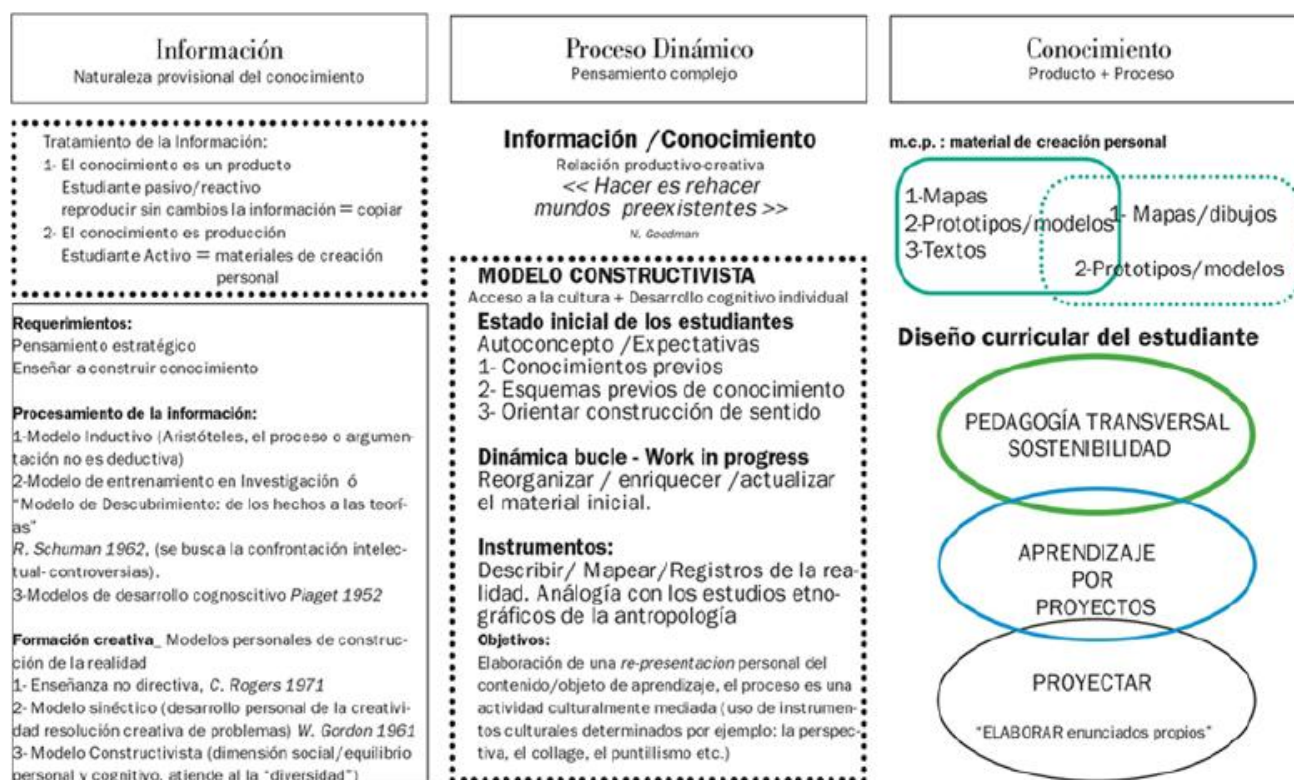 Información
Naturaleza provisional del conocimiento
Tratamiento de la Información:
1- El conocimiento es un producto
Estudiante pasivo/reactivo
reproducir sin cambios la información = copiar
2- El conocimiento es producción
Estudiante Activo = materiales de creación
personal
Requerimientos:
Pensamiento estratégico
Enseñar a construir conocimiento
Procesamiento de la información:
1-Modelo Inductivo (Aristóteles, el proceso o argumen-
tación no es deductiva)
2-Modelo de entrenamiento en Investigación ó
"Modelo de Descubrimiento: de los hechos a las teorí-
as"
R. Schuman 1962, (se busca la confrontación intelec-
tual- controversias).
3-Modelos de desarrollo cognoscitivo Piaget 1952
Formación creativa_ Modelos personales de construc-
ción de la realidad
1- Enseñanza no directiva, C. Rogers 1971
2- Modelo sinéctico (desarrollo personal de la creativi-
dad resolución creativa de problemas) W. Gordon 1961
3- Modelo Constructivista (dimensión social/equilibrio
personal y cognitivo, atiende al la "diversidad")
Proceso Dinámico
Pensamiento complejo
Información /Conocimiento
Relación productivo-creativa
<< Hacer es rehacer
mundos preexistentes >>
N. Goodman
MODELO CONSTRUCTIVISTA
Acceso a la cultura + Desarrollo cognitivo individual
Estado inicial de los estudiantes
Autoconcepto /Expectativas
1- Conocimientos previos
2- Esquemas previos de conocimiento
3- Orientar construcción de sentido
Dinámica bucle - Work in progress
Reorganizar / enriquecer /actualizar
el material inicial.
Instrumentos:
Describir/ Mapear/Registros de la rea-
lidad. Análogía con los estudios etno-
gráficos de la antropología
Objetivos:
Elaboración de una re-presentacion personal del
contenido/objeto de aprendizaje, el proceso es una
actividad culturalmente mediada (uso de instrumen-
tos culturales determinados por ejemplo: la perspec-
tiva, el collage, el puntillismo etc.)
Conocimiento
Producto + Proceso
m.c.p. : material de creación personal
1-Mapas
2-Prototipos/modelos
3-Textos
1- Mapas/dibujos
2-Prototipos/modelos
Diseño curricular del estudiante
PEDAGOGÍA TRANSVERSAL
SOSTENIBILIDAD
APRENDIZAJE
POR
PROYECTOS
PROYECTAR
"ELABORAR enunciados propios"